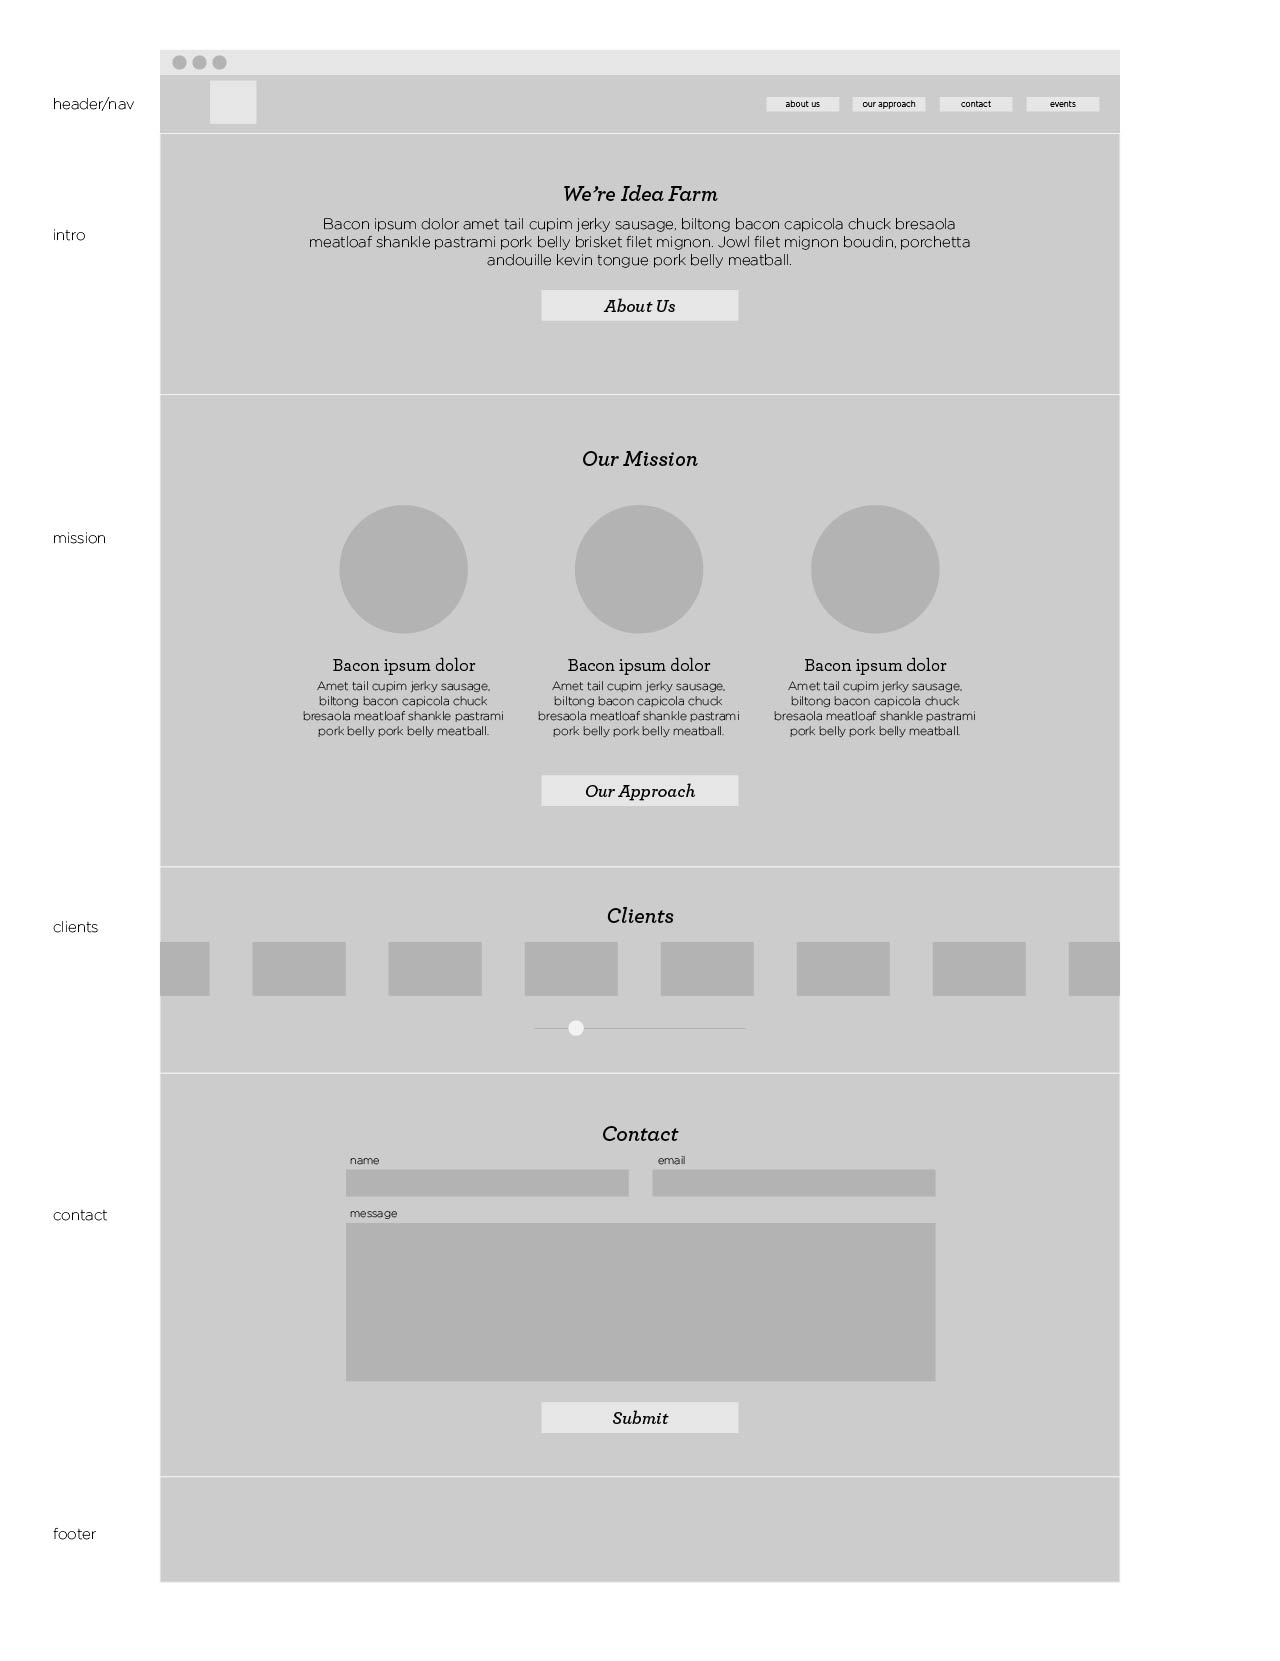 header/nav
about us
our approach
contact
events
intro
We're Idea Farm
Bacon ipsum dolor amet tail cupim jerky sausage, biltong bacon capicola chuck bresaola
meatloaf shankle pastrami pork belly brisket filet mignon. Jowl filet mignon boudin, porchetta
andouille kevin tongue pork belly meatball.
About Us
mission
Our Mission
Bacon ipsum dolor
Amet tail cupim jerky sausage,
biltong bacon capicola chuck
bresaola meatloaf shankle pastrami
pork belly pork belly meatball.
Bacon ipsum dolor
Amet tail cupim jerky sausage,
biltong bacon capicola chuck
bresaola meatloaf shankle pastrami
pork belly pork belly meatball.
Bacon ipsum dolor
Amet tail cupim jerky sausage,
biltong bacon capicola chuck
bresaola meatloaf shankle pastrami
pork belly pork belly meatball.
Our Approach
clients
Clients
contact
Contact
name
email
message
Submit
footer